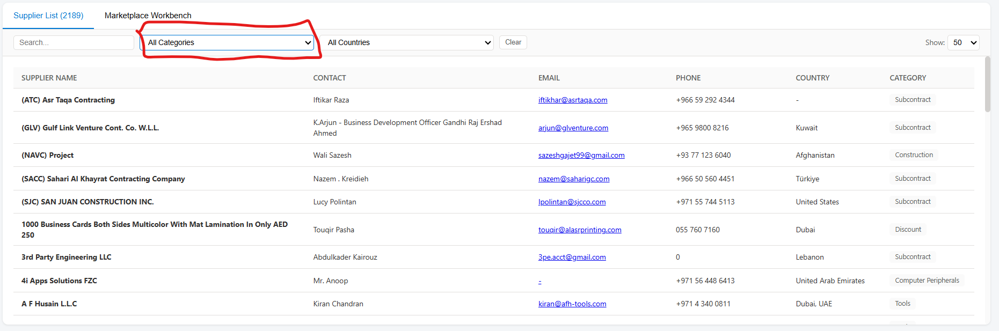 Supplier List (2189) Marketplace Workbench
Search... All Categories All Countries Clear Show: 50
SUPPLIER NAME CONTACT EMAIL PHONE COUNTRY CATEGORY
(ATC) Asr Taqa Contracting Iftikar Raza iftikhar@asrtaqa.com +966 59 292 4344 - Subcontract
(GLV) Gulf Link Venture Cont. Co. W.L.L. K.Arjun - Business Development Officer Gandhi Raj Ershad Ahmed arjun@glventure.com +965 9800 8216 Kuwait Subcontract
(NAVC) Project Wali Sazesh sazeshgajet99@gmail.com +93 77 123 6040 Afghanistan Construction
(SACC) Sahari Al Khayrat Contracting Company Nazem . Kreidieh nazem@saharigc.com +966 50 560 4451 Türkiye Subcontract
(SJC) SAN JUAN CONSTRUCTION INC. Lucy Polintan lpolintan@sjcco.com +971 55 744 5113 United States Subcontract
1000 Business Cards Both Sides Multicolor With Mat Lamination In Only AED 250 Touqir Pasha touqir@alasrprinting.com 055 760 7160 Dubai Discount
3rd Party Engineering LLC Abdulkader Kairouz 3pe.acct@gmail.com 0 Lebanon Subcontract
4i Apps Solutions FZC Mr. Anoop - +971 56 448 6413 United Arab Emirates Computer Peripherals
A F Husain L.L.C Kiran Chandran kiran@afh-tools.com +971 4 340 0811 Dubai, UAE Tools